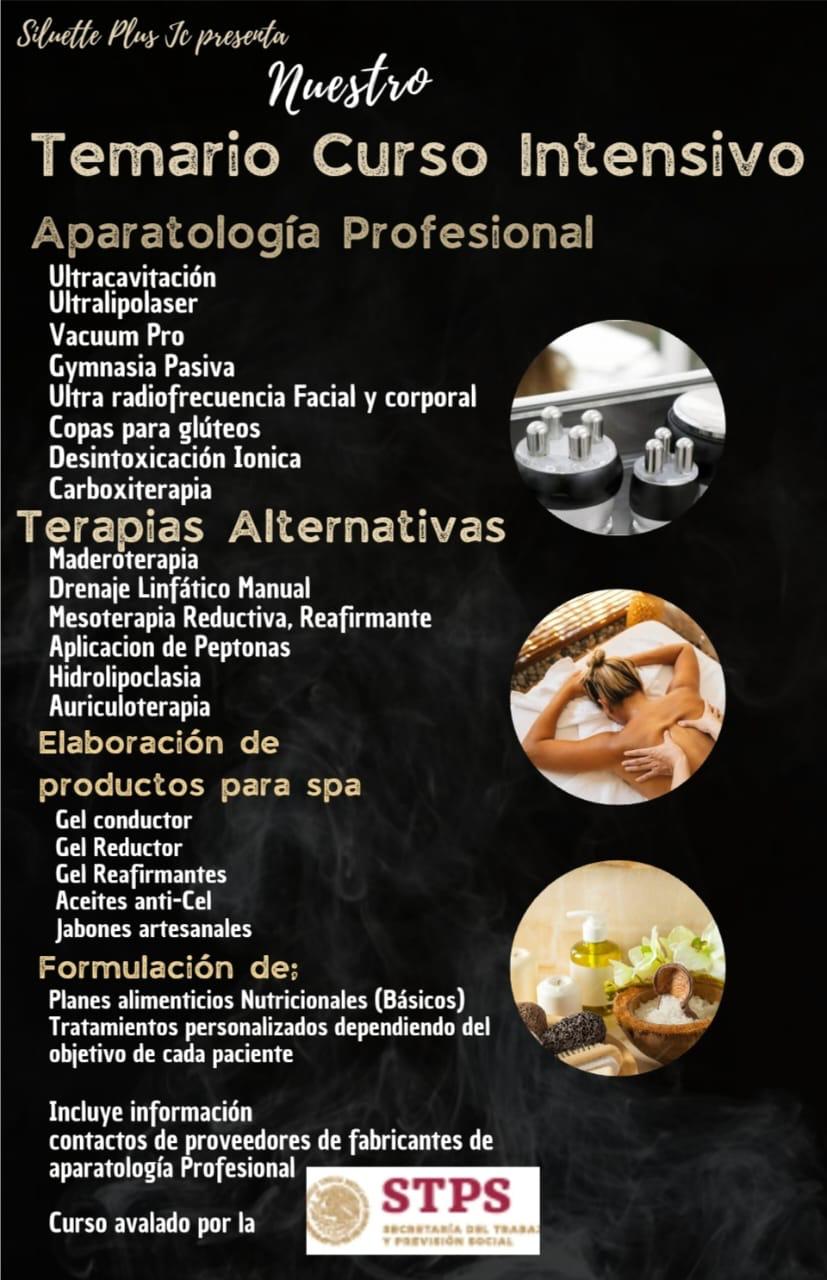 Siluette Plus Jc presenta
Nuestro
Temario Curso Intensivo
Aparatología Profesional
Ultracavitación
Ultralipolaser
Vacuum Pro
Gymnasia Pasiva
Ultra radiofrecuencia Facial y corporal
Copas para glúteos
Desintoxicación Ionica
Carboxiterapia
Terapias Alternativas
Maderoterapia
Drenaje Linfático Manual
Mesoterapia Reductiva, Reafirmante
Aplicacion de Peptonas
Hidrolipoclasia
Auriculoterapia
Elaboración de
productos para spa
Gel conductor
Gel Reductor
Gel Reafirmantes
Aceites anti-Cel
Jabones artesanales
Formulación de;
Planes alimenticios Nutricionales (Básicos)
Tratamientos personalizados dependiendo del
objetivo de cada paciente
Incluye información
contactos de proveedores de fabricantes de
aparatología Profesional
Curso avalado por la
STPS
SECRETARÍA DEL TRABA
Y PREVISIÓN SOCIAL